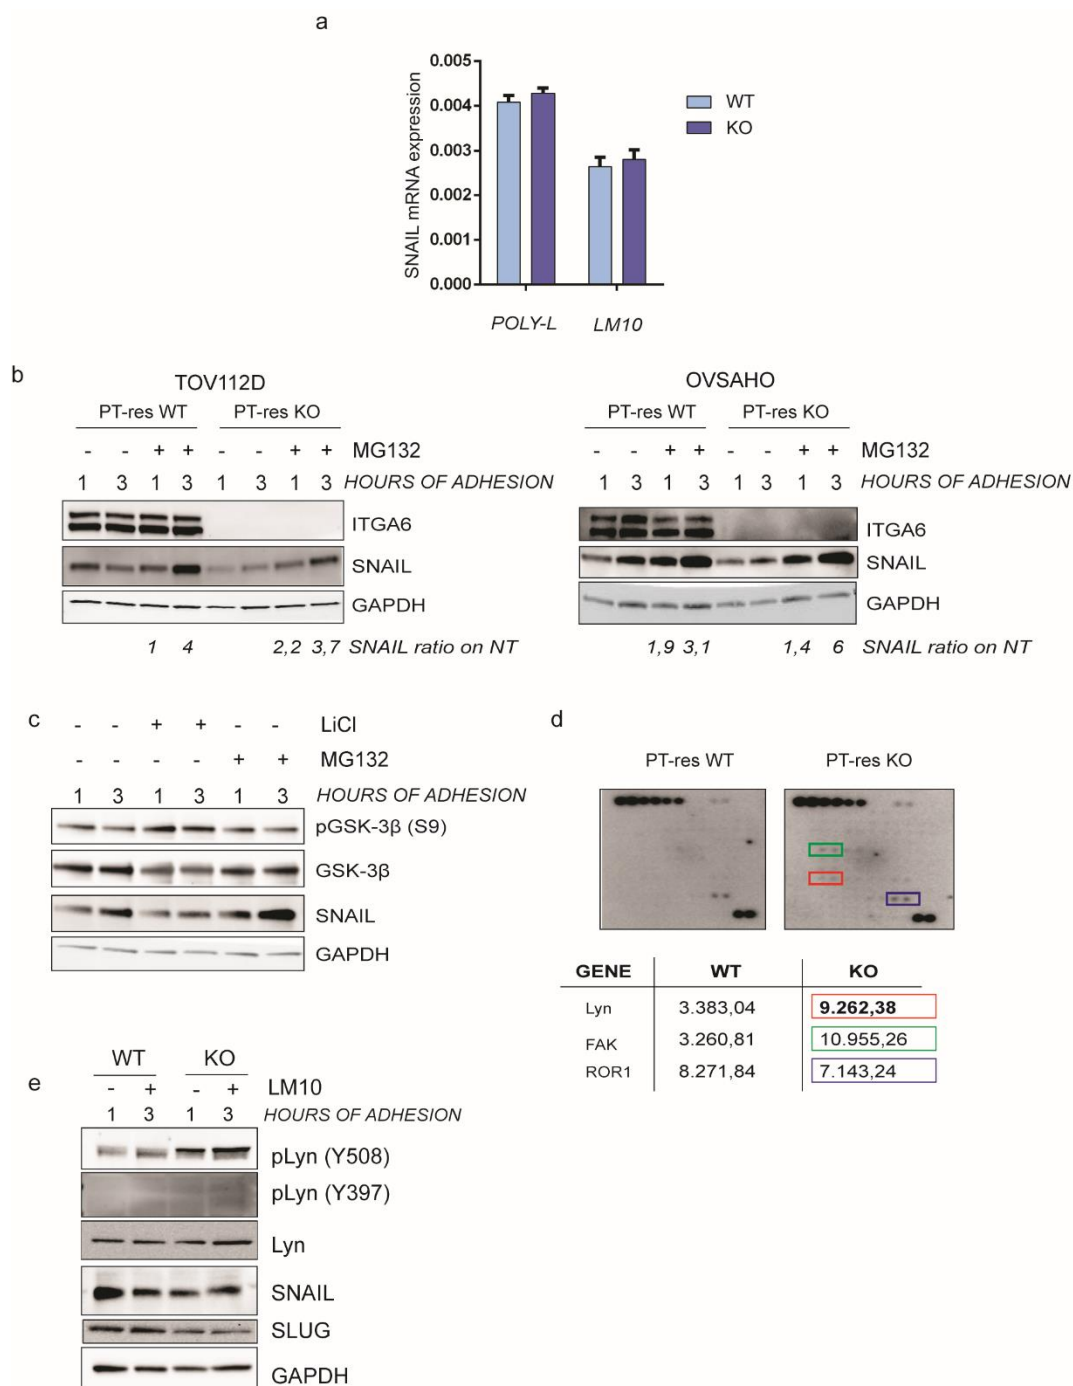 a
SNAIL mRNA expression
0.005
0.004
0.003
0.002
0.001
0.000
WT
KO
POLY-L LM10
b
TOV112D
PT-res WT PT-res KO
- - + + - - + + MG132
1 3 1 3 1 3 1 3 HOURS OF ADHESION
ITGA6
SNAIL
GAPDH
1 4 2,2 3,7 SNAIL ratio on NT
OVSAHO
PT-res WT PT-res KO
- - + + - - + + MG132
1 3 1 3 1 3 1 3 HOURS OF ADHESION
ITGA6
SNAIL
GAPDH
1,9 3,1 1,4 6 SNAIL ratio on NT
c
- - + + - - LiCl
- - - - + + MG132
1 3 1 3 1 3 HOURS OF ADHESION
pGSK-3β (S9)
GSK-3β
SNAIL
GAPDH
d
PT-res WT PT-res KO
GENE WT KO
Lyn 3.383,04 9.262,38
FAK 3.260,81 10.955,26
ROR1 8.271,84 7.143,24
e
WT KO
- + - + LM10
1 3 1 3 HOURS OF ADHESION
pLyn (Y508)
pLyn (Y397)
Lyn
SNAIL
SLUG
GAPDH